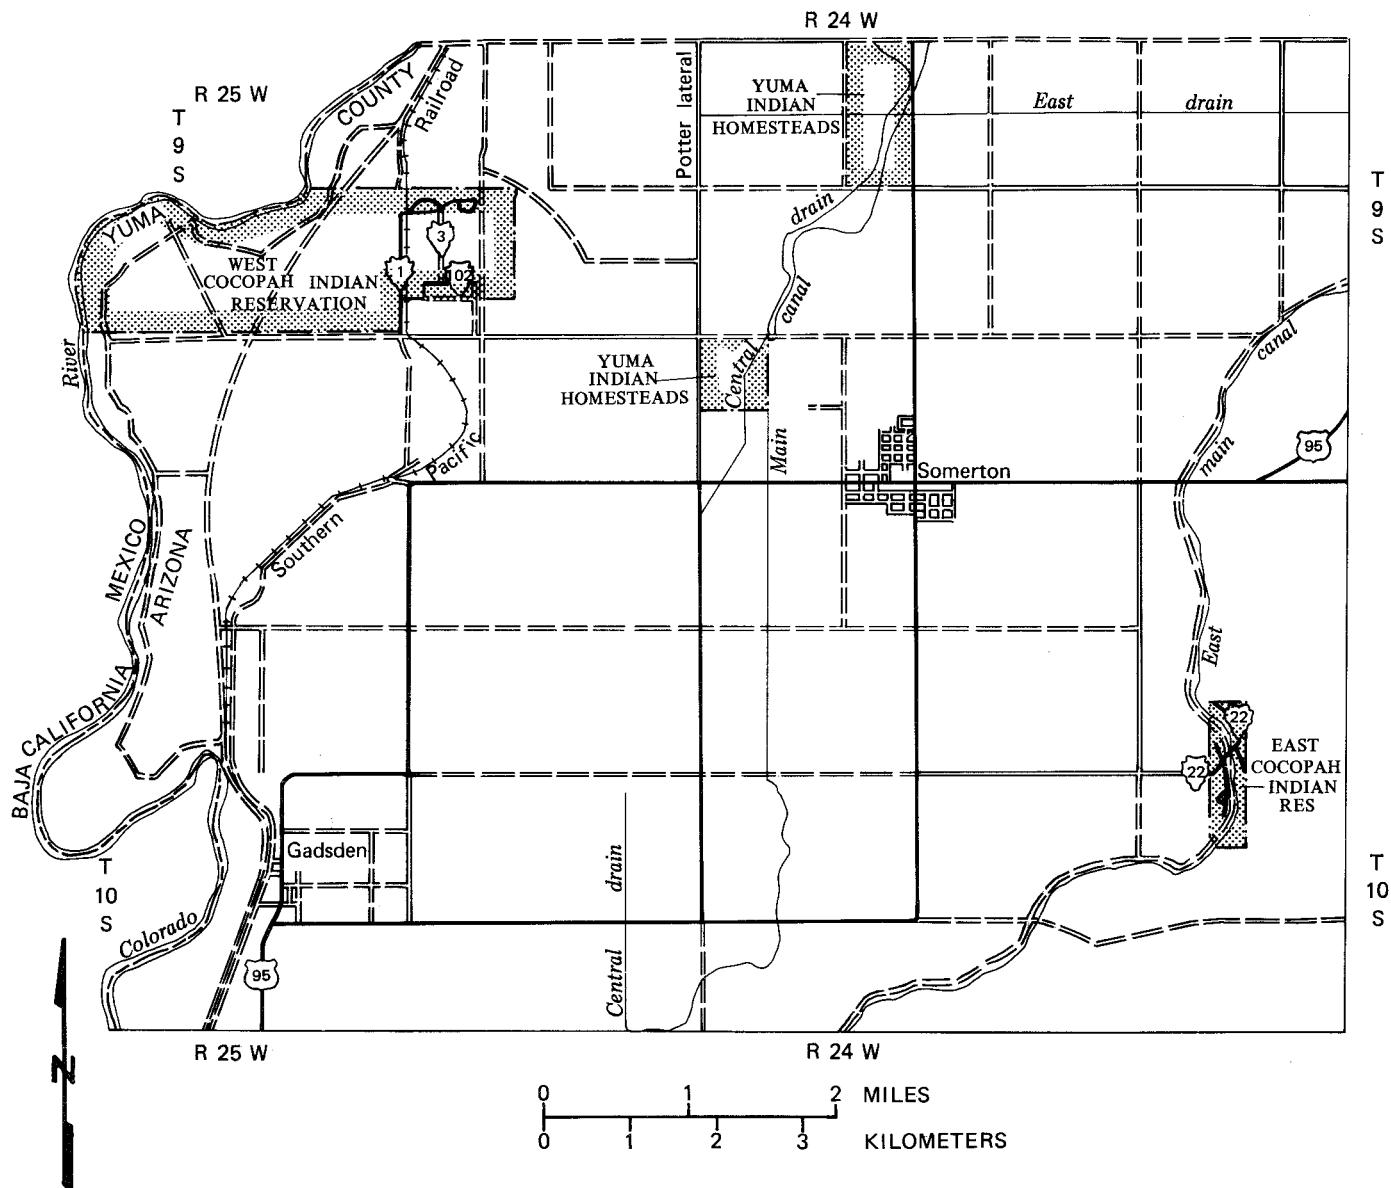 R 24 W
R 25 W
T
9
S
COUNTY
Railroad
Potter lateral
YUMA
INDIAN
HOMESTEADS
East drain
T
9
S
YUMA
drain
3
1
102
WEST
COCOPAH INDIAN
RESERVATION
canal
canal
River
YUMA
INDIAN
HOMESTEADS
Central
Main
Pacific
95
main
Somerton
Southern
MEXICO
ARIZONA
East
BAJA CALIFORNIA
22
22
EAST
COCOPAH
INDIAN
RES
Gadsden
drain
Central
T
10
S
T
10
S
Colorado
95
R 25 W
R 24 W
N
0 1 2 MILES
0 1 2 3 KILOMETERS